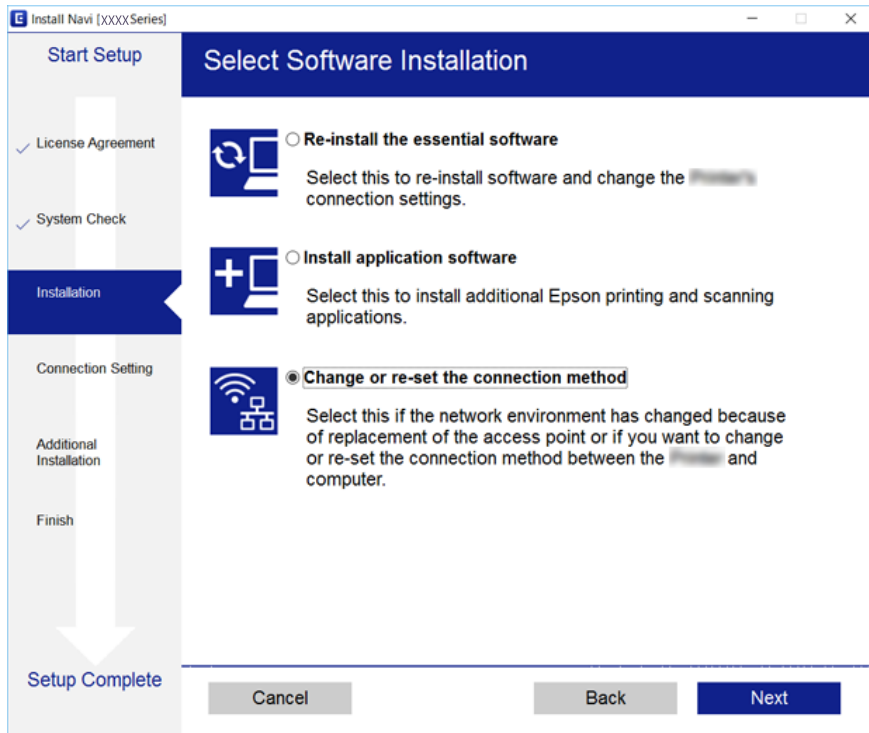 E Install Navi [XXXX Series]
Start Setup
License Agreement
System Check
Installation
Connection Setting
Additional
Installation
Finish
Setup Complete
Select Software Installation
Re-install the essential software
Select this to re-install software and change the
connection settings.
Install application software
Select this to install additional Epson printing and scanning
applications.
Change or re-set the connection method
Select this if the network environment has changed because
of replacement of the access point or if you want to change
or re-set the connection method between the and
computer.
Cancel
Back
Next